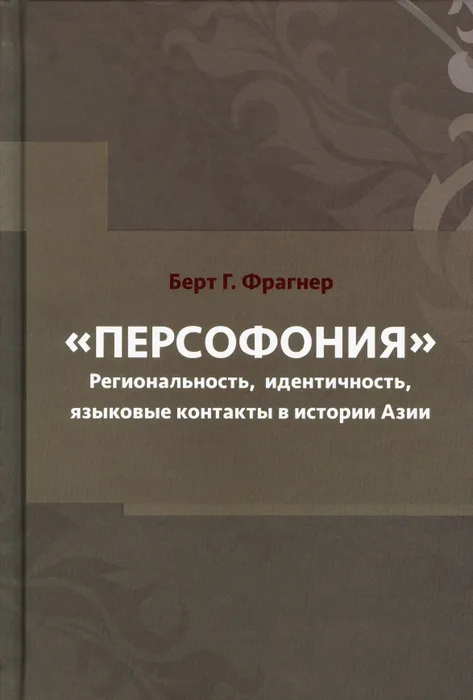 Берт Г. Фрагнер
«ПЕРСОФОНИЯ»
Региональность, идентичность,
языковые контакты в истории Азии